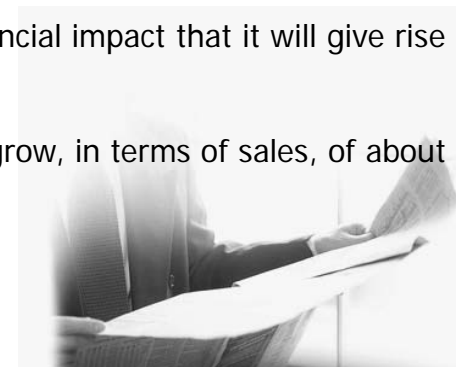 ncial impact that it will give rise
grow, in terms of sales, of about